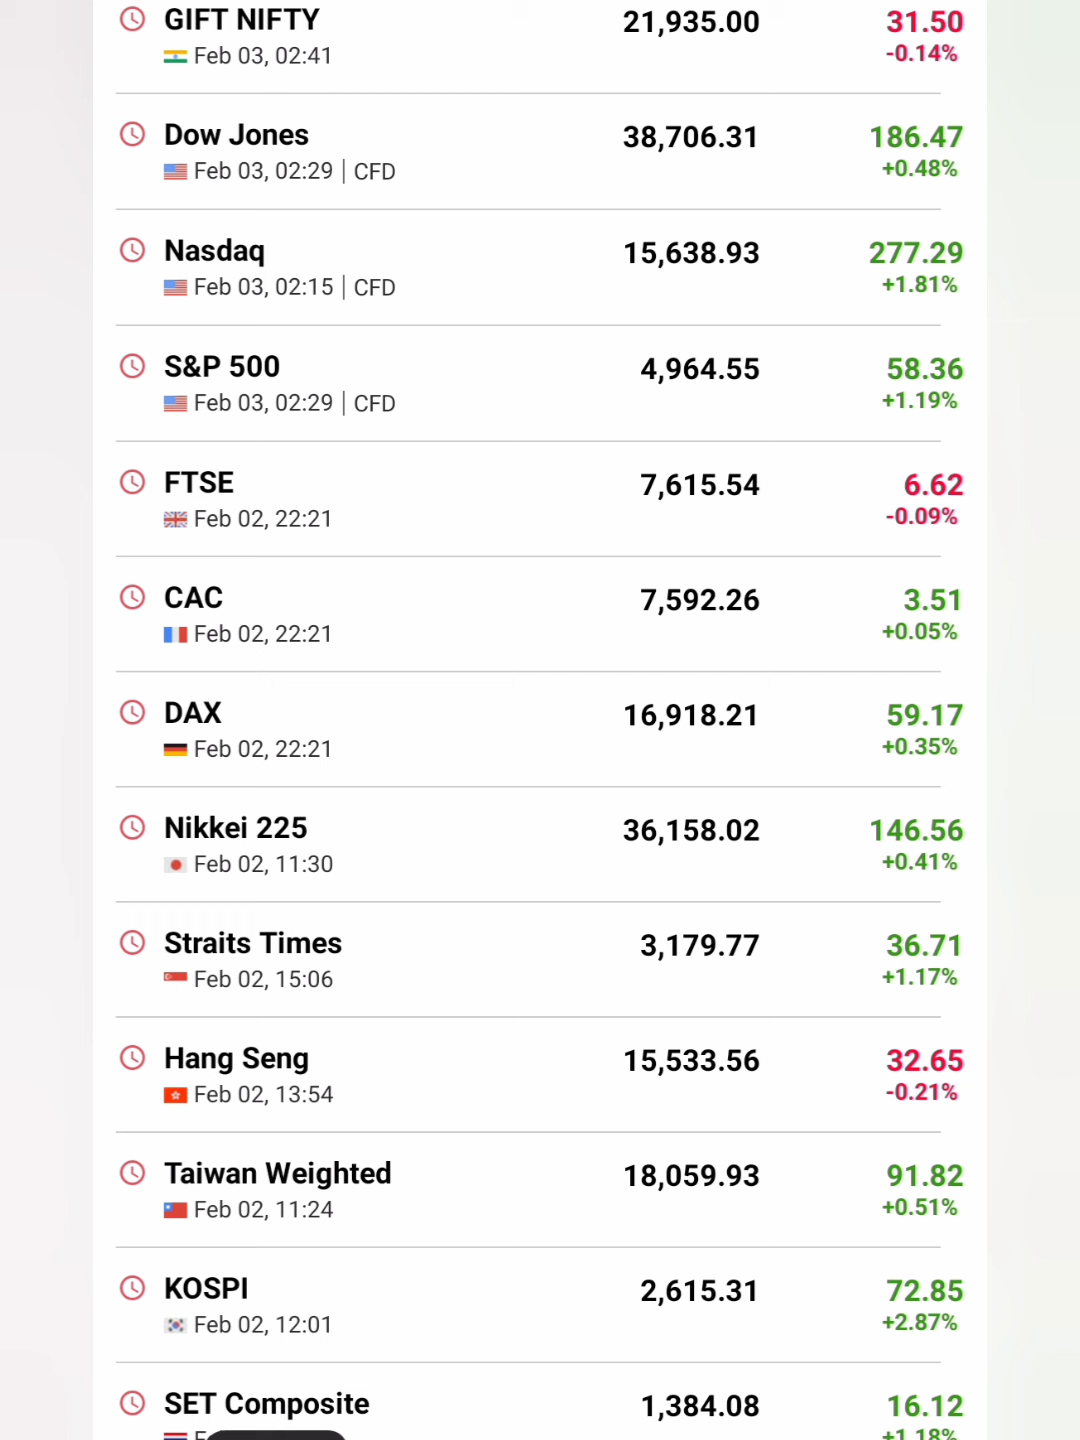 GIFT NIFTY 21,935.00 31.50
Feb 03, 02:41 -0.14%
Dow Jones 38,706.31 186.47
Feb 03, 02:29 | CFD +0.48%
Nasdaq 15,638.93 277.29
Feb 03, 02:15 | CFD +1.81%
S&P 500 4,964.55 58.36
Feb 03, 02:29 | CFD +1.19%
FTSE 7,615.54 6.62
Feb 02, 22:21 -0.09%
CAC 7,592.26 3.51
Feb 02, 22:21 +0.05%
DAX 16,918.21 59.17
Feb 02, 22:21 +0.35%
Nikkei 225 36,158.02 146.56
Feb 02, 11:30 +0.41%
Straits Times 3,179.77 36.71
Feb 02, 15:06 +1.17%
Hang Seng 15,533.56 32.65
Feb 02, 13:54 -0.21%
Taiwan Weighted 18,059.93 91.82
Feb 02, 11:24 +0.51%
KOSPI 2,615.31 72.85
Feb 02, 12:01 +2.87%
SET Composite 1,384.08 16.12
+1.18%